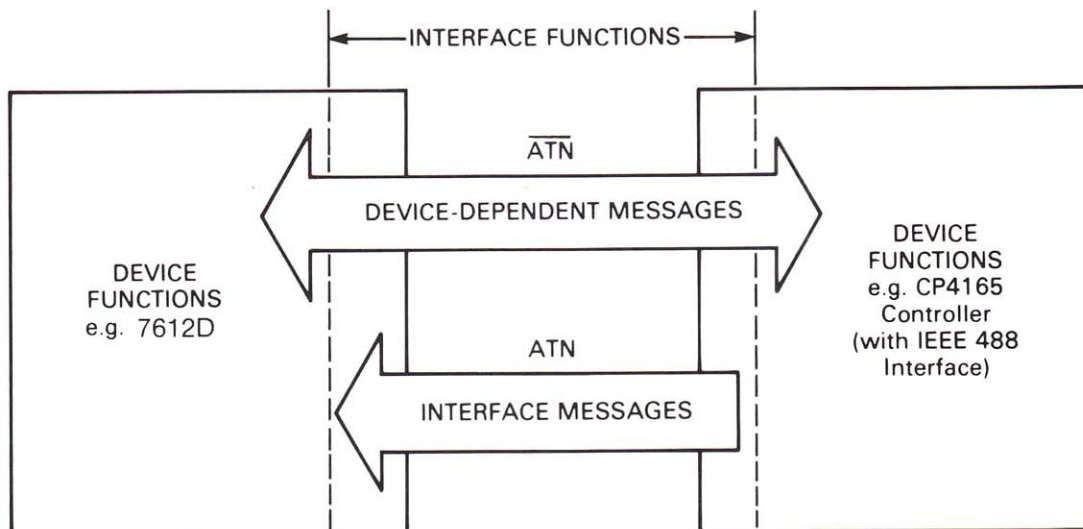 INTERFACE FUNCTIONS
A̅T̅N̅
DEVICE-DEPENDENT MESSAGES
DEVICE
FUNCTIONS
e.g. 7612D
DEVICE
FUNCTIONS
e.g. CP4165
Controller
(with IEEE 488
Interface)
ATN
INTERFACE MESSAGES